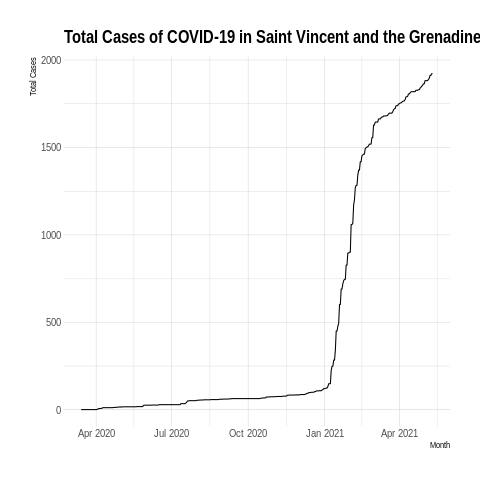 Total Cases of COVID-19 in Saint Vincent and the Grenadine
Total Cases
2000
1500
1000
500
0
Apr 2020 Jul 2020 Oct 2020 Jan 2021 Apr 2021
Month